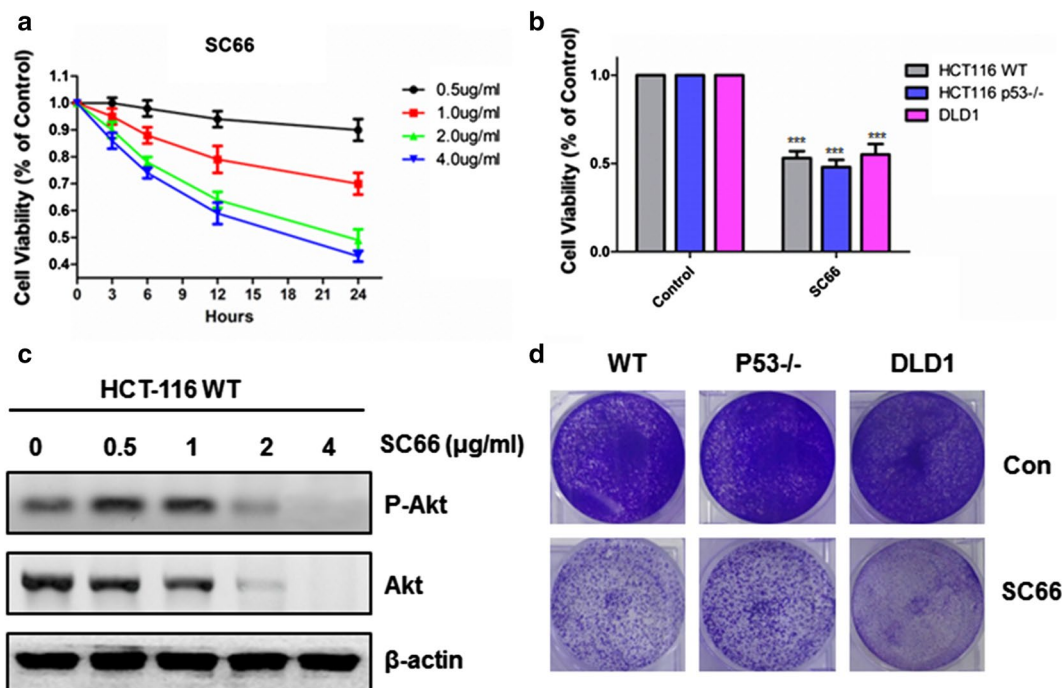 a
SC66
Cell Viability (% of Control)
1.1
1.0
0.9
0.8
0.7
0.6
0.5
0.4
0 3 6 9 12 15 18 21 24
Hours
0.5ug/ml
1.0ug/ml
2.0ug/ml
4.0ug/ml
b
Cell Viability (% of Control)
1.0
0.5
0.0
*** *** ***
Control SC66
HCT116 WT
HCT116 p53-/-
DLD1
c
HCT-116 WT
0 0.5 1 2 4 SC66 (µg/ml)
P-Akt
Akt
β-actin
d
WT P53-/- DLD1
Con
SC66